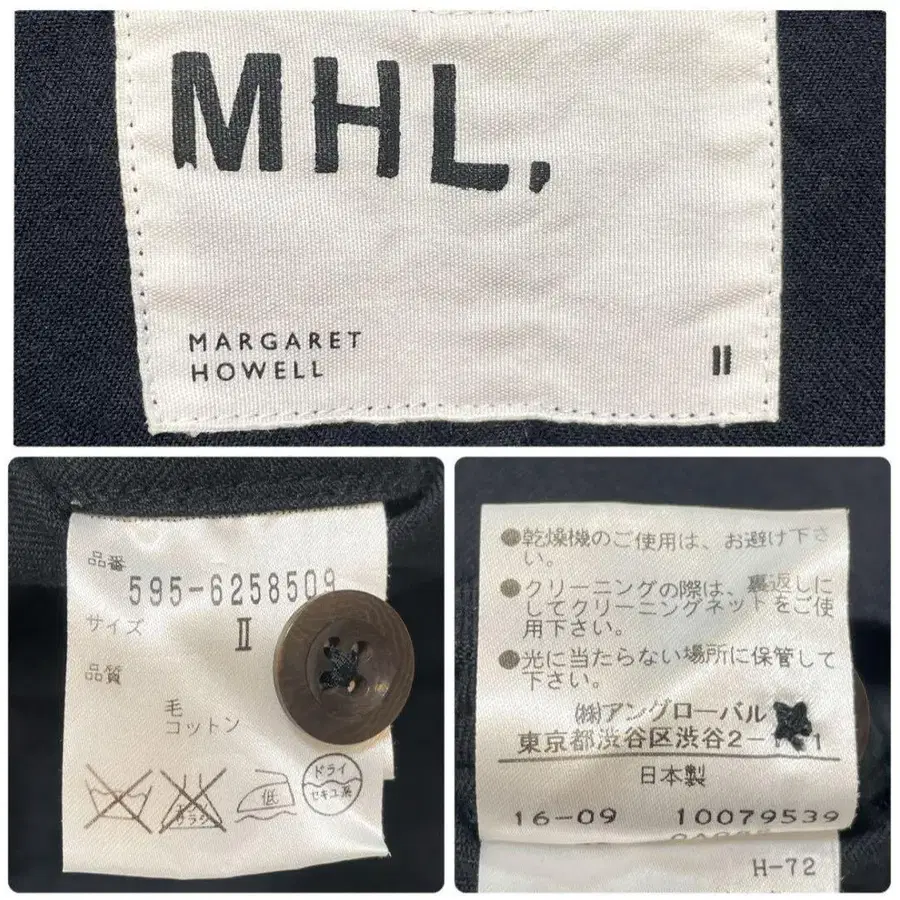 MHL.
MARGARET
HOWELL
II
品番
595-6258509
サイズ
II
品質
毛
コットン
低
ドライ
セキユ系
●乾燥機のご使用は、お避け下さ
い。
●クリーニングの際は、裏返しに
してクリーニングネットをご使
用下さい。
●光に当たらない場所に保管して
下さい。
(株)アングローバル
東京都渋谷区渋谷2-
日本製
16-09 10079539
H-72